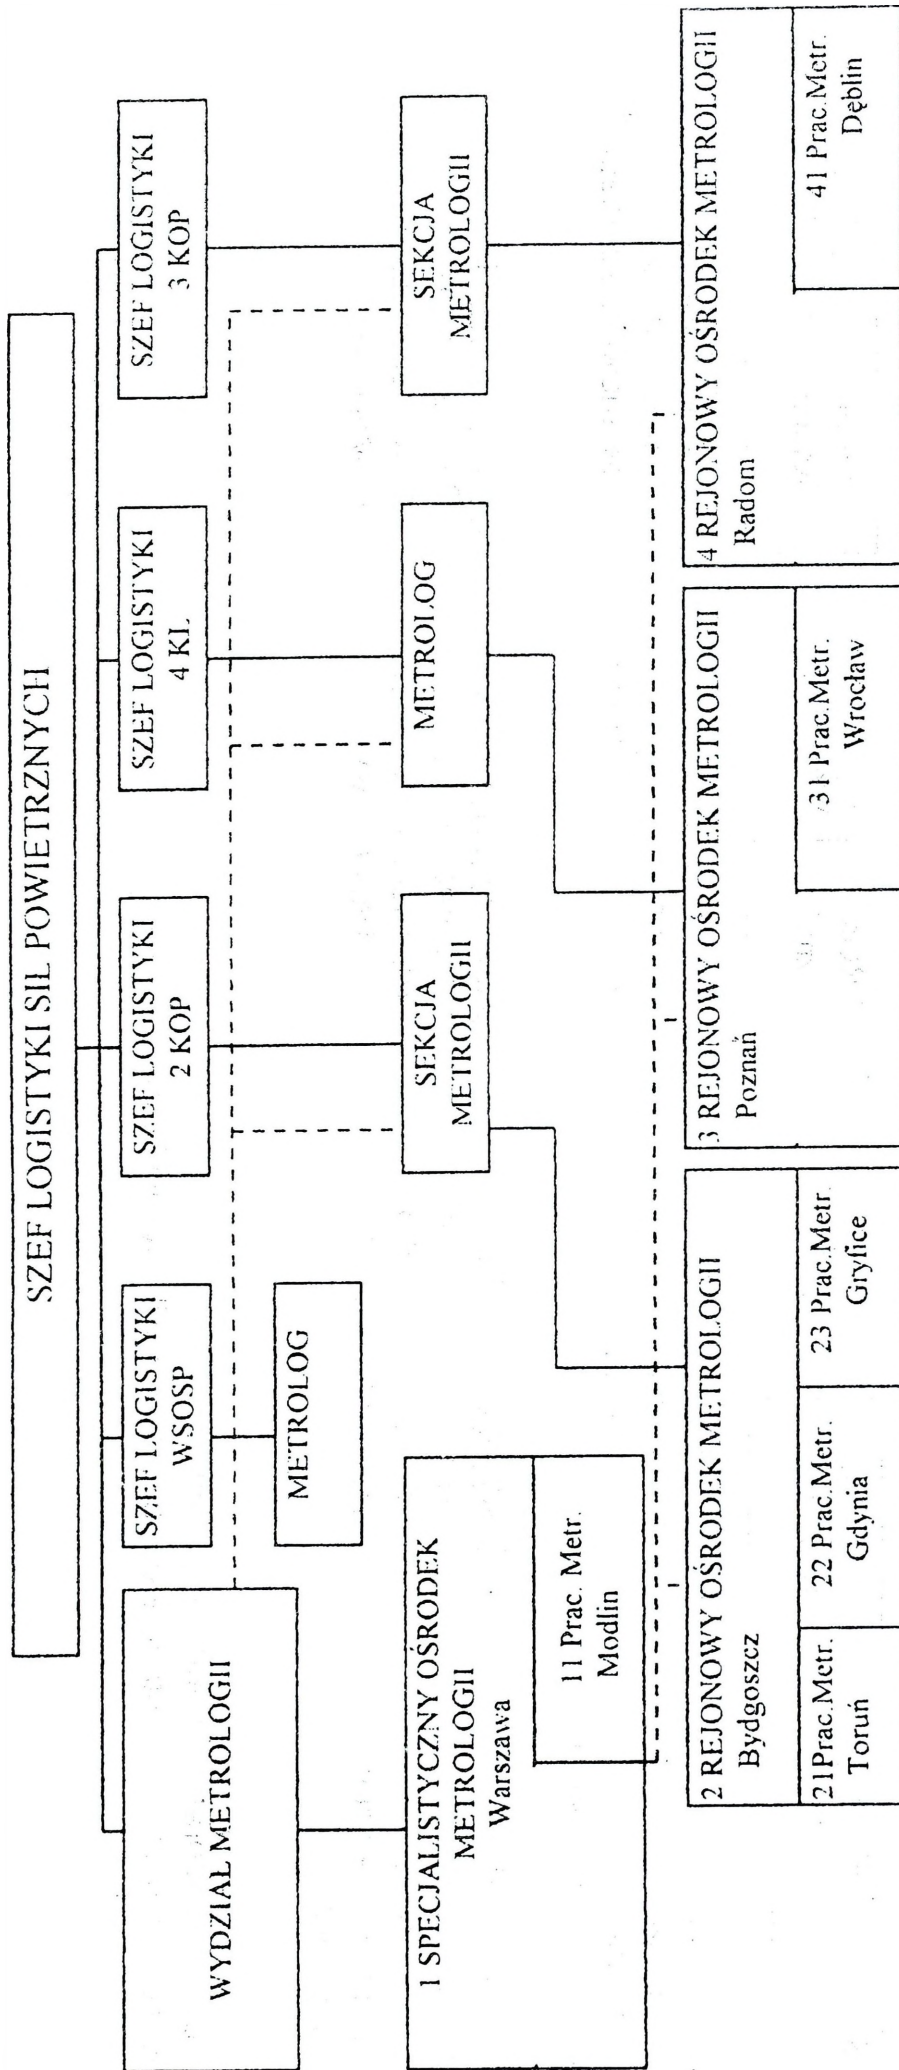 SZEF LOGISTYKI SIŁ POWIETRZNYCH
WYDZIAŁ METROLOGII
SZEF LOGISTYKI
WSOSP
SZEF LOGISTYKI
2 KOP
SZEF LOGISTYKI
4 KL
SZEF LOGISTYKI
3 KOP
METROLOG
1 SPECJALISTYCZNY OŚRODEK
METROLOGII
Warszawa
11 Prac. Metr.
Modlin
SEKCJA
METROLOGII
METROLOG
SEKCJA
METROLOGII
2 REJONOWY OŚRODEK METROLOGII
Bydgoszcz
21Prac.Metr.
Toruń
22 Prac.Metr.
Gdynia
23 Prac.Metr.
Gryfice
3 REJONOWY OŚRODEK METROLOGII
Poznań
31 Prac.Metr.
Wrocław
4 REJONOWY OŚRODEK METROLOGII
Radom
41 Prac.Metr.
Dęblin